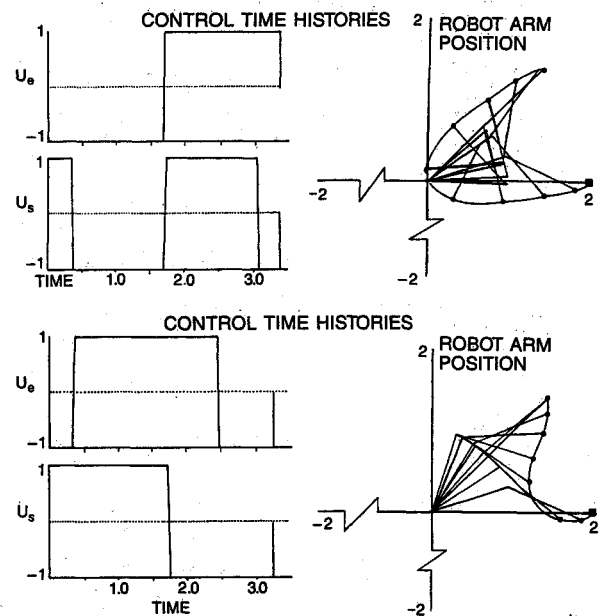 CONTROL TIME HISTORIES
1
Ue
-1
1
Us
-1
TIME 1.0 2.0 3.0
2 ROBOT ARM
POSITION
-2 2
-2
CONTROL TIME HISTORIES
1
Ue
-1
1
Us
-1
1.0 2.0 3.0
TIME
2 ROBOT ARM
POSITION
-2 2
-2